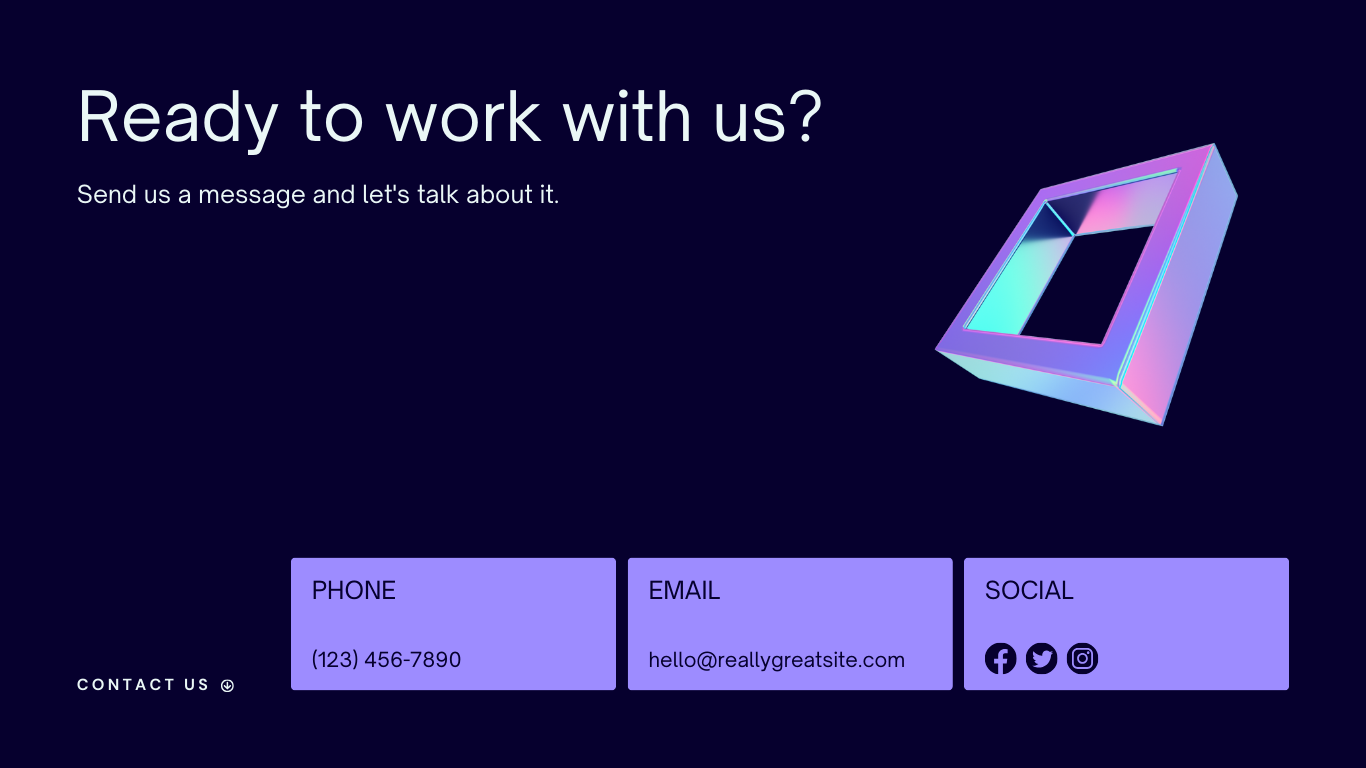 Ready to work with us?
Send us a message and let's talk about it.
PHONE
(123) 456-7890
EMAIL
hello@reallygreatsite.com
SOCIAL
CONTACT US